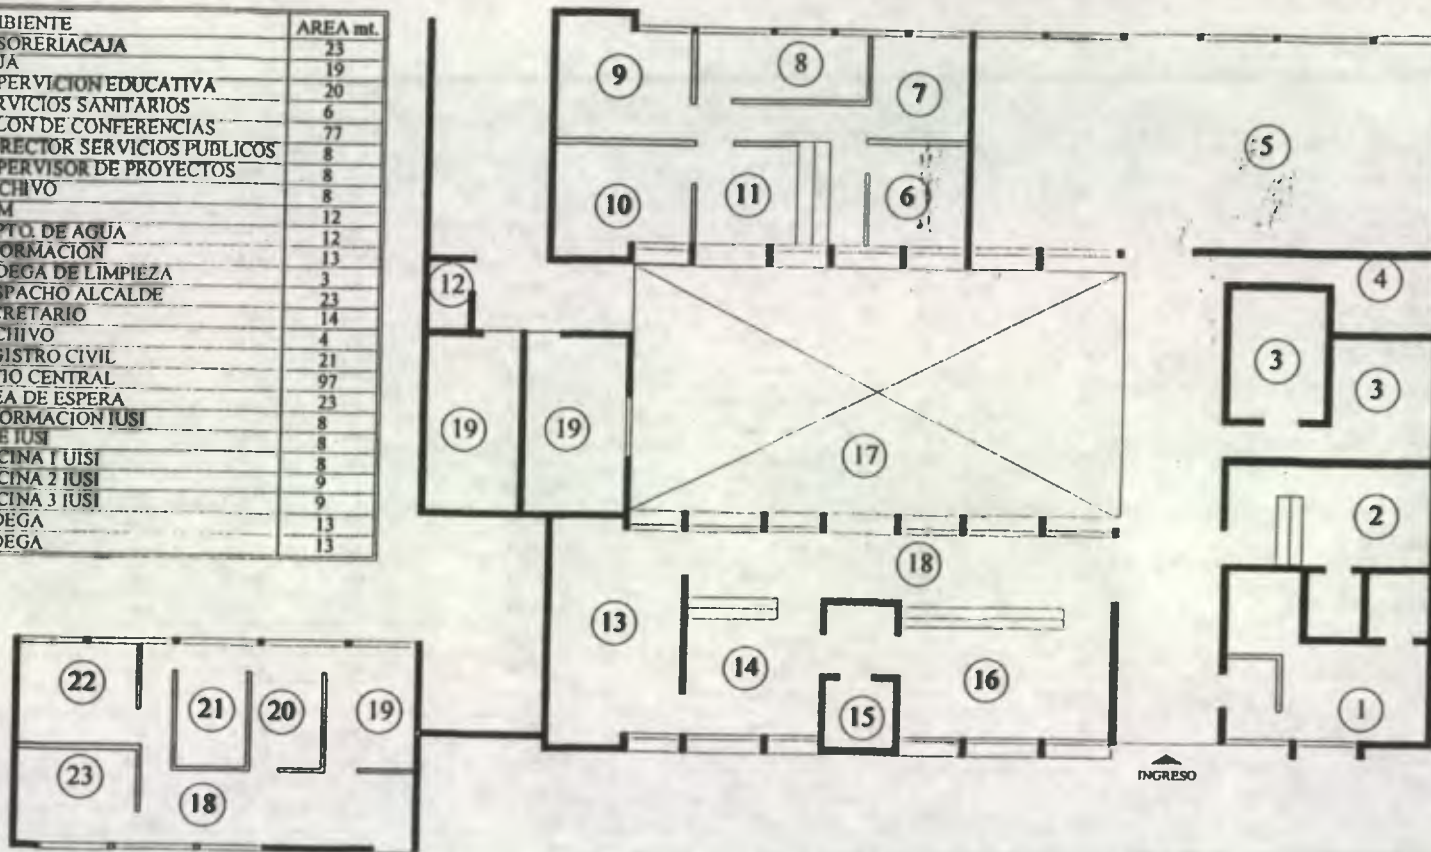 BIENTE AREA mt.
SORERIACAJA 23
JA 19
PERVICION EDUCATIVA 20
RVICIOS SANITARIOS 6
LON DE CONFERENCIAS 77
RECTOR SERVICIOS PUBLICOS 8
PERVISOR DE PROYECTOS 8
CHIVO 8
M 12
PTO. DE AGUA 12
FORMACION 13
DEGA DE LIMPIEZA 3
SPACHO ALCALDE 23
CRETARIO 14
CHIVO 4
GISTRO CIVIL 21
TIO CENTRAL 97
EA DE ESPERA 23
FORMACION IUSI 8
E IUSI 8
CINA 1 UISI 8
CINA 2 IUSI 9
CINA 3 IUSI 9
DEGA 13
DEGA 13
9 8 7 5
10 11 6
12 4
3 3
19 19 17
2
18
13 14 15 16
1
INGRESO
22 21 20 19
23 18